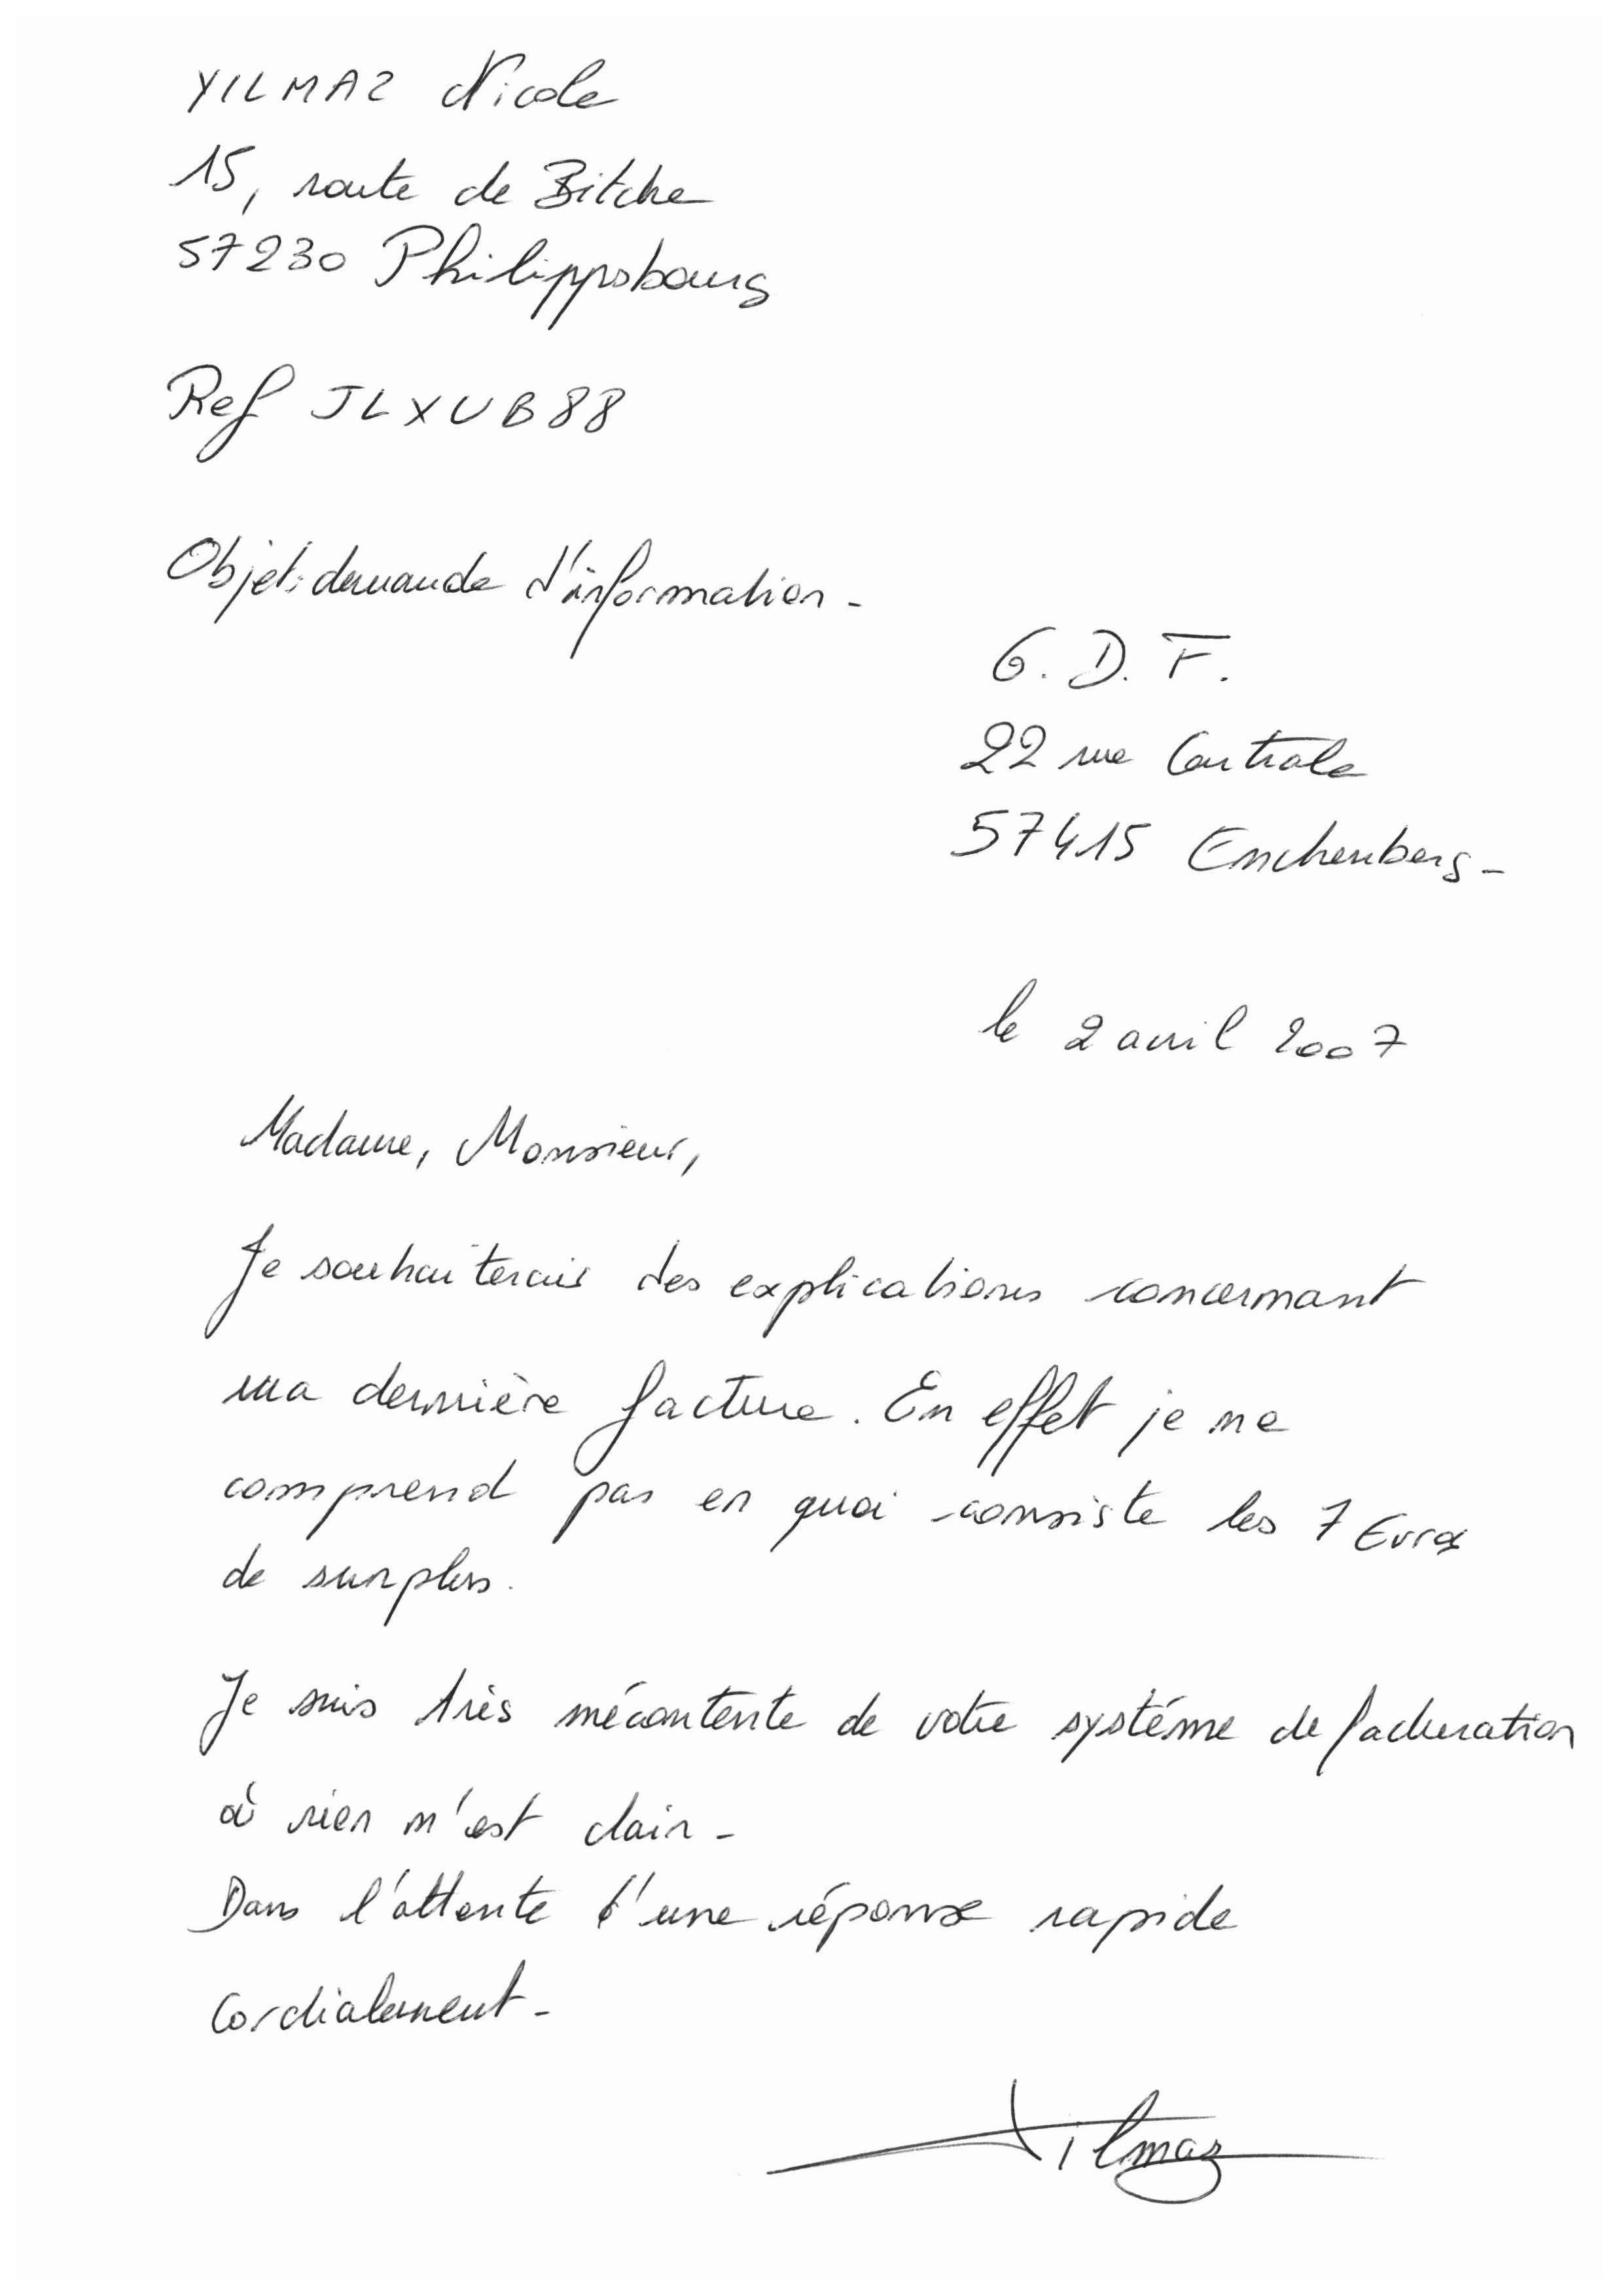 YILMAZ Nicole
15, route de Bitche
57230 Philippsbourg
Ref JLXUB88
Objet: demande d'information -
G. D. F.
22 rue Centrale
57415 Enchenberg -
le 2 avril 2007
Madame, Monsieur,
Je souhaiterais des explications concernant
ma dernière facture. En effet je ne
comprend pas en quoi consiste les 7 Euros
de surplus.
Je suis très mécontente de votre systéme de facturation
où rien n'est clair -
Dans l'attente d'une réponse rapide
Cordialement -
Yilmaz